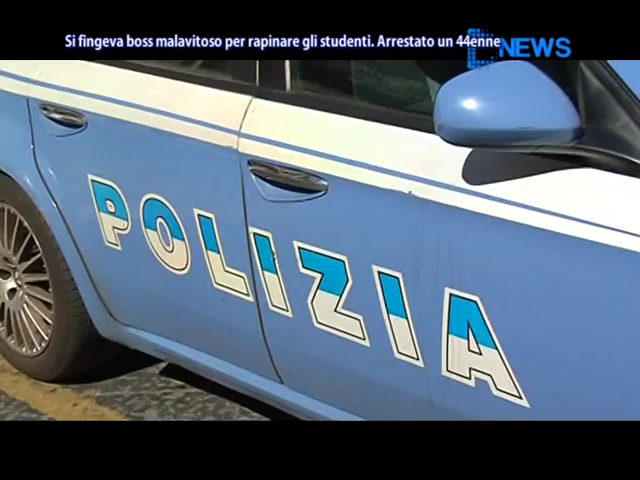 Si fingeva boss malavitoso per rapinare gli studenti. Arrestato un 44enne
NEWS
POLIZIA